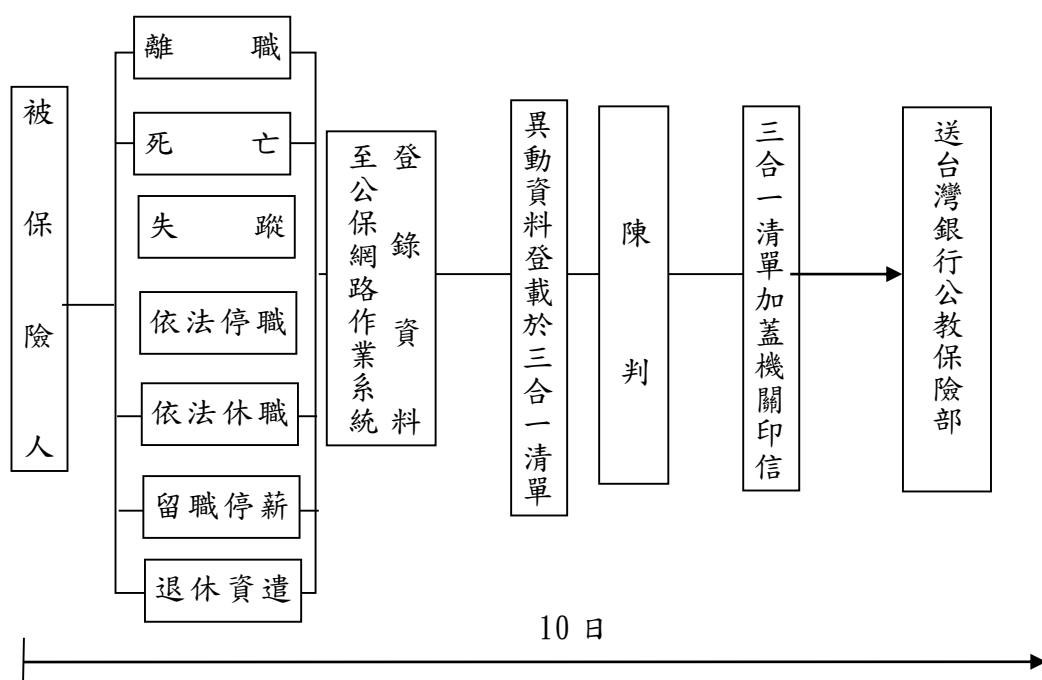 被保險人
離職
死亡
失蹤
依法停職
依法休職
留職停薪
退休資遣
登錄資料
至公保網路作業系統
異動資料登載於三合一清單
陳判
三合一清單加蓋機關印信
送台灣銀行公教保險部
10 日